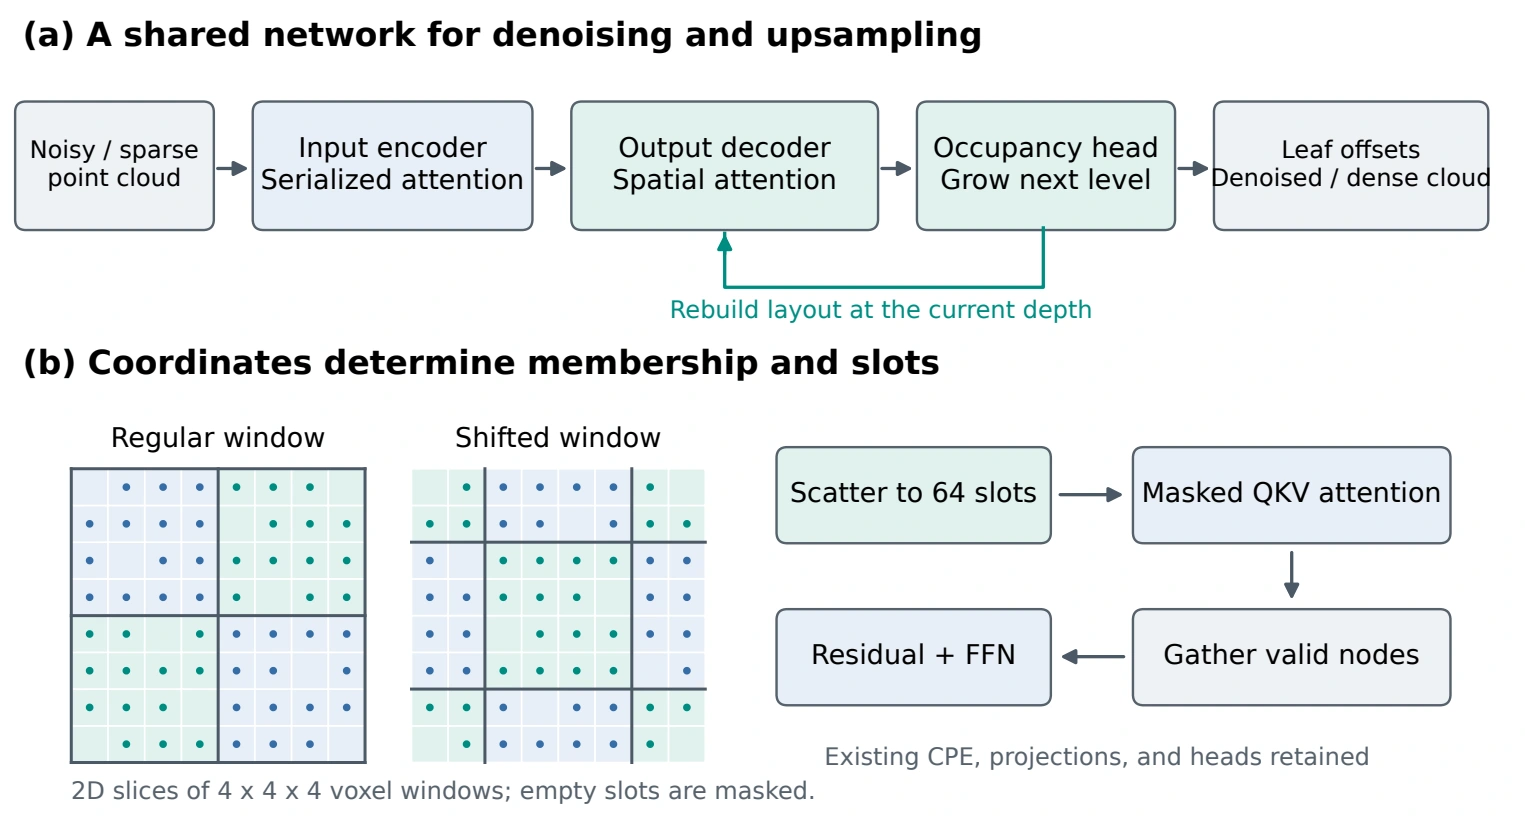 (a) A shared network for denoising and upsampling
Noisy / sparse
point cloud
Input encoder
Serialized attention
Output decoder
Spatial attention
Occupancy head
Grow next level
Leaf offsets
Denoised / dense cloud
Rebuild layout at the current depth
(b) Coordinates determine membership and slots
Regular window
Shifted window
Scatter to 64 slots
Masked QKV attention
Residual + FFN
Gather valid nodes
Existing CPE, projections, and heads retained
2D slices of 4 x 4 x 4 voxel windows; empty slots are masked.